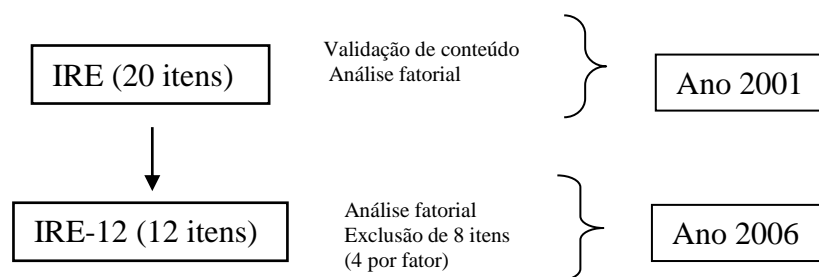 IRE (20 itens)
Validação de conteúdo
Análise fatorial
Ano 2001
IRE-12 (12 itens)
Análise fatorial
Exclusão de 8 itens
(4 por fator)
Ano 2006